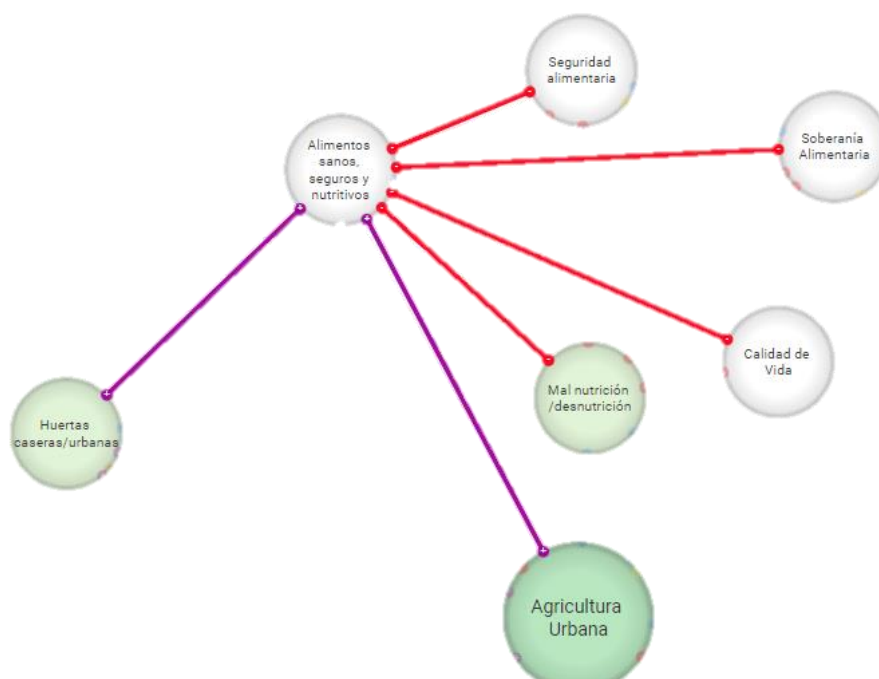 Seguridad
alimentaria
Alimentos
sanos,
seguros y
nutritivos
Soberanía
Alimentaria
Calidad de
Vida
Mal nutrición
/desnutrición
Huertas
caseras/urbanas
Agricultura
Urbana